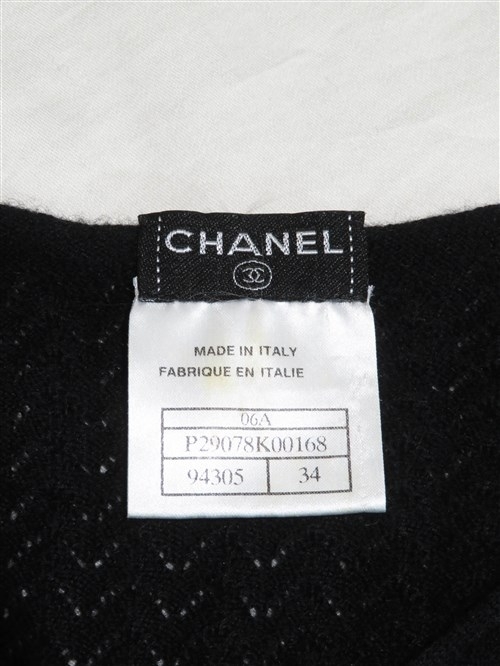 CHANEL
MADE IN ITALY
FABRIQUE EN ITALIE
06A
P29078K00168
94305 34